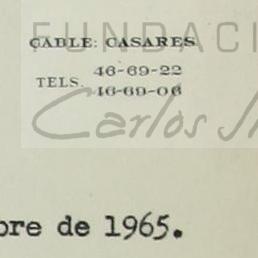 FUNDACI
CABLE: CASARES
TELS. 46-69-22
46-69-06
Carlos
bre de 1965.